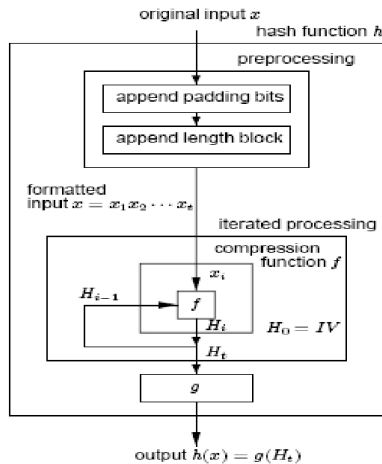 original input x
hash function h
preprocessing
append padding bits
append length block
formatted
input x = x₁x₂ ··· xₜ
iterated processing
compression
function f
xᵢ
Hᵢ₋₁
f
Hᵢ
H₀ = IV
Hₜ
g
output h(x) = g(Hₜ)